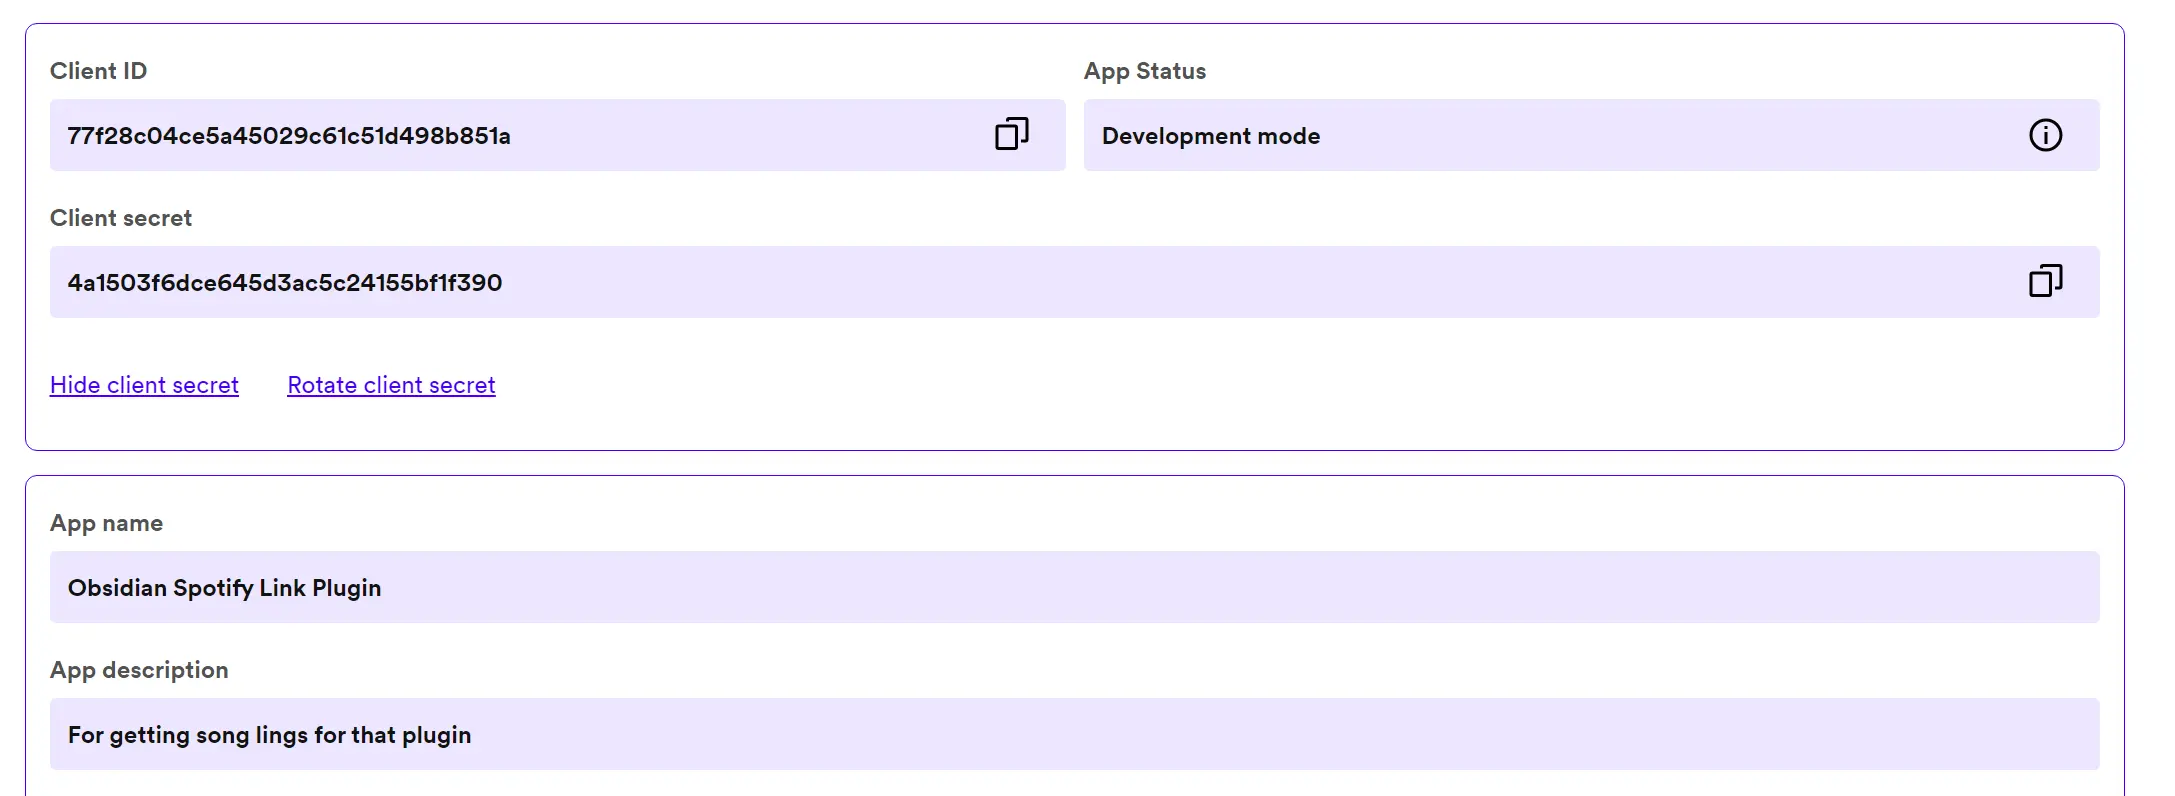 Client ID
App Status
77f28c04ce5a45029c61c51d498b851a
Development mode
Client secret
4a1503f6dce645d3ac5c24155bf1f390
Hide client secret
Rotate client secret
App name
Obsidian Spotify Link Plugin
App description
For getting song lings for that plugin